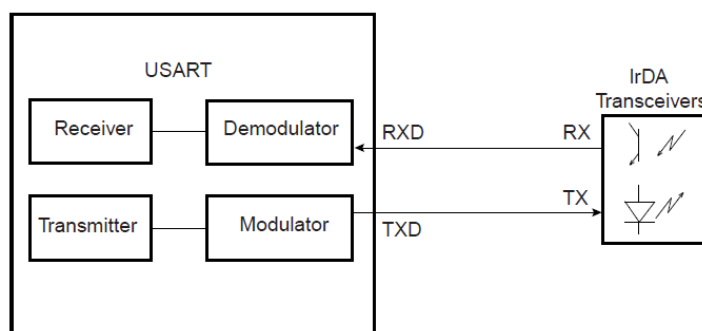 USART
IrDA
Transceivers
Receiver
Demodulator
RXD
RX
Transmitter
Modulator
TX
TXD